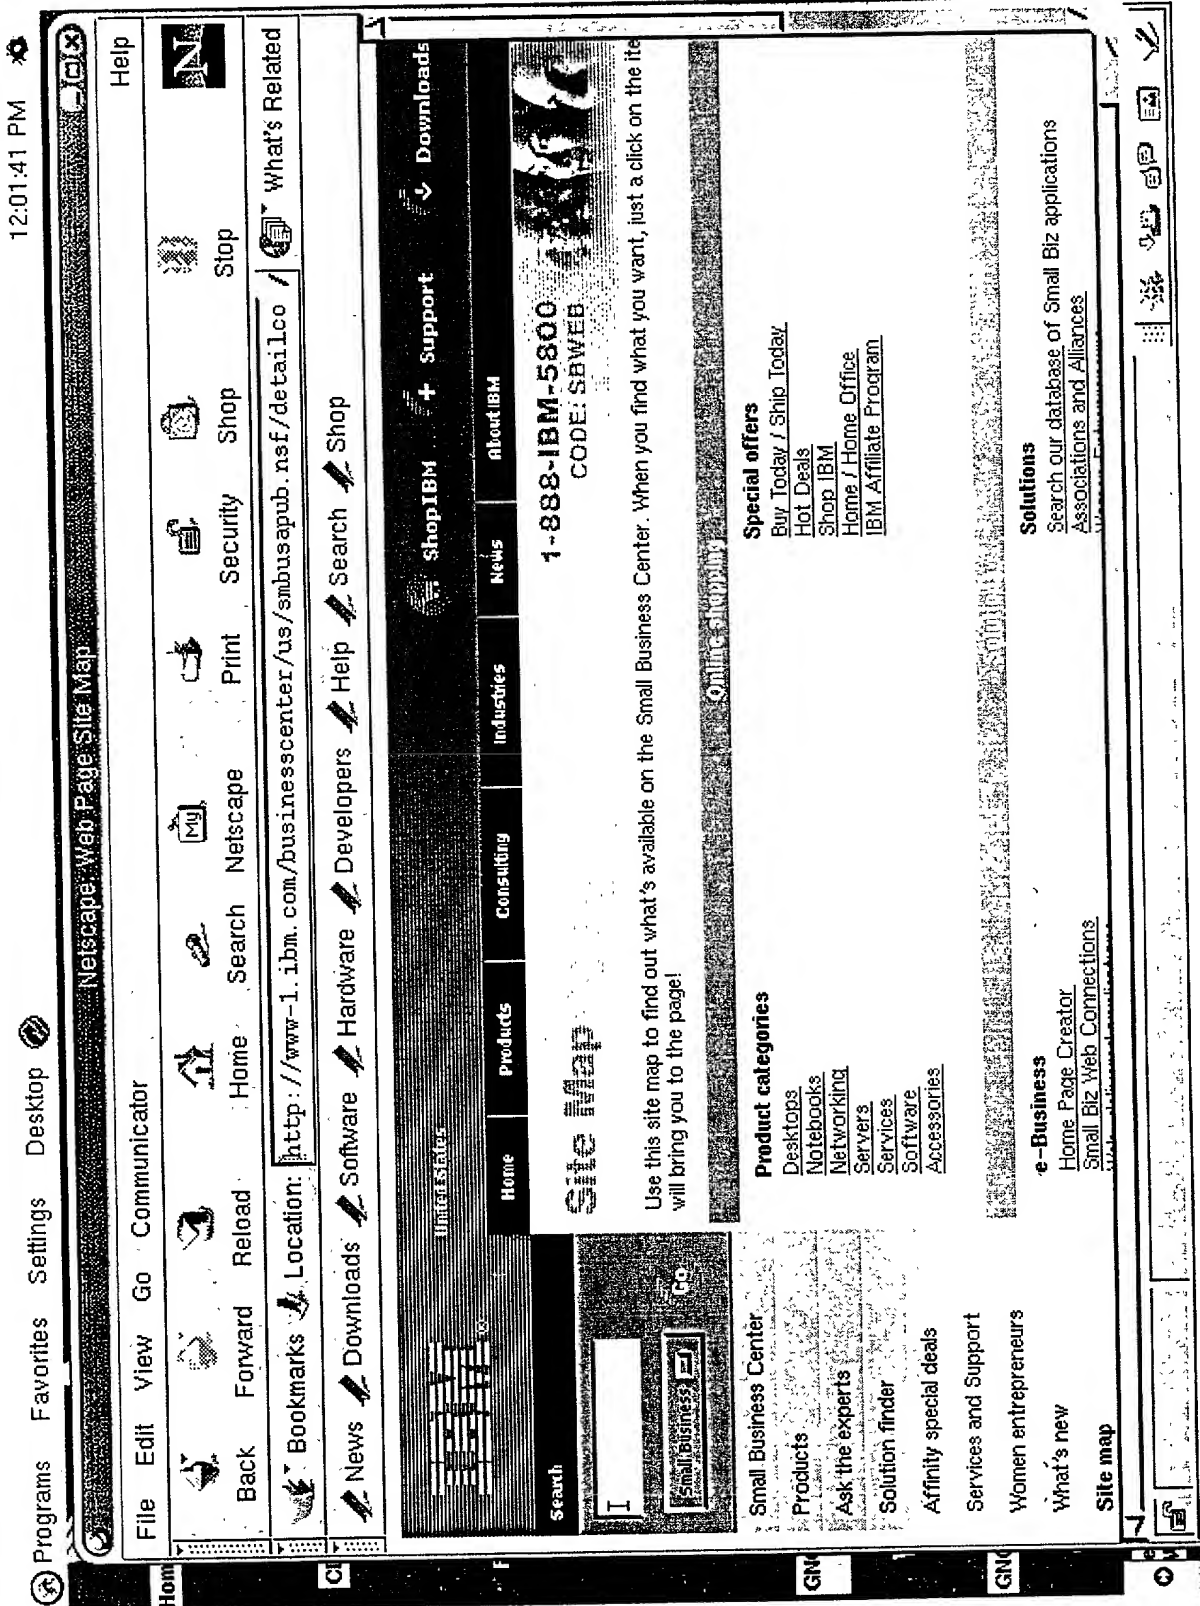 Programs Favorites Settings Desktop 12:01:41 PM
Netscape: Web Page Site Map
File Edit View Go Communicator Help
Back Forward Reload Home Search Netscape Print Security Shop Stop
My
N
Bookmarks Location: http://www-1.ibm.com/businesscenter/us/smbusapub.nsf/detailco What's Related
News Downloads Software Hardware Developers Help Search Shop
United States
ShopIBM + Support Downloads
Home Products Consulting Industries News About IBM
Search
Small Business Go
Small Business Center
Products
Ask the experts
Solution finder
Affinity special deals
Services and Support
Women entrepreneurs
What's new
Site map
Site Map
1-888-IBM-5800
CODE: SBWEB
Use this site map to find out what's available on the Small Business Center. When you find what you want, just a click on the ite
will bring you to the page!
Online shopping
Product categories
Desktops
Notebooks
Networking
Servers
Services
Software
Accessories
Special offers
Buy Today / Ship Today
Hot Deals
Shop IBM
Home / Home Office
IBM Affiliate Program
e-Business
Home Page Creator
Small Biz Web Connections
Solutions
Search our database of Small Biz applications
Associations and Alliances
Hom
GNO
GNO